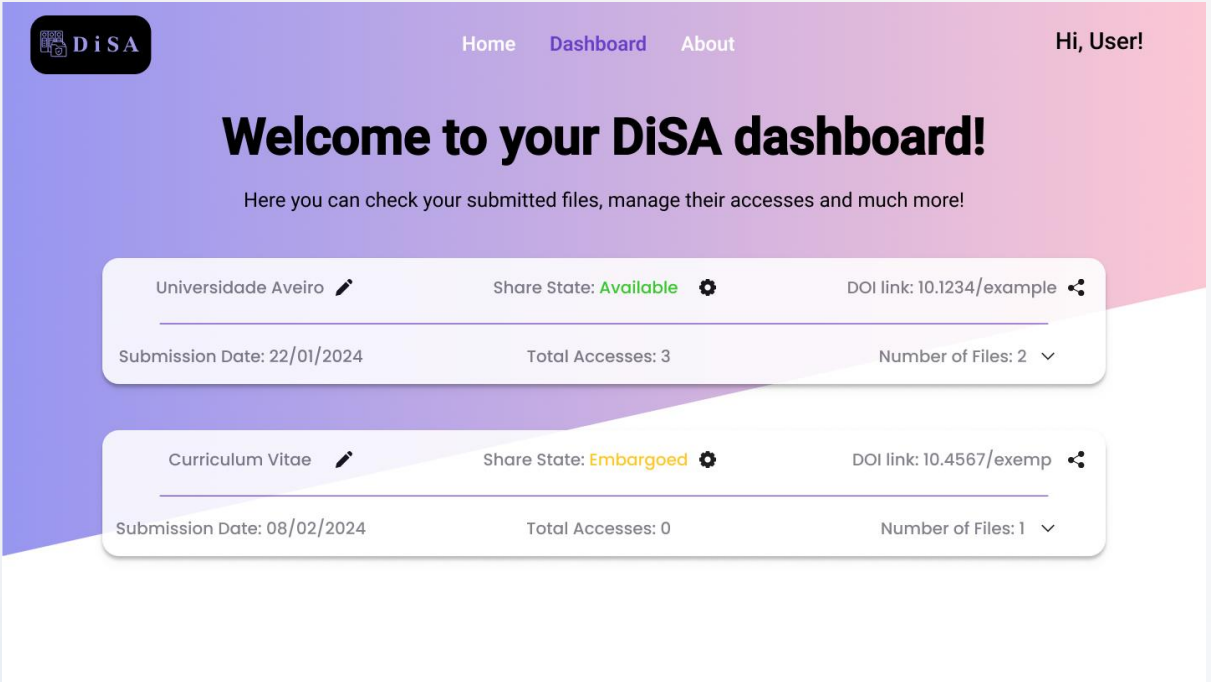 DiSA
Home Dashboard About
Hi, User!
Welcome to your DiSA dashboard!
Here you can check your submitted files, manage their accesses and much more!
Universidade Aveiro Share State: Available DOI link: 10.1234/example
Submission Date: 22/01/2024 Total Accesses: 3 Number of Files: 2
Curriculum Vitae Share State: Embargoed DOI link: 10.4567/exemp
Submission Date: 08/02/2024 Total Accesses: 0 Number of Files: 1